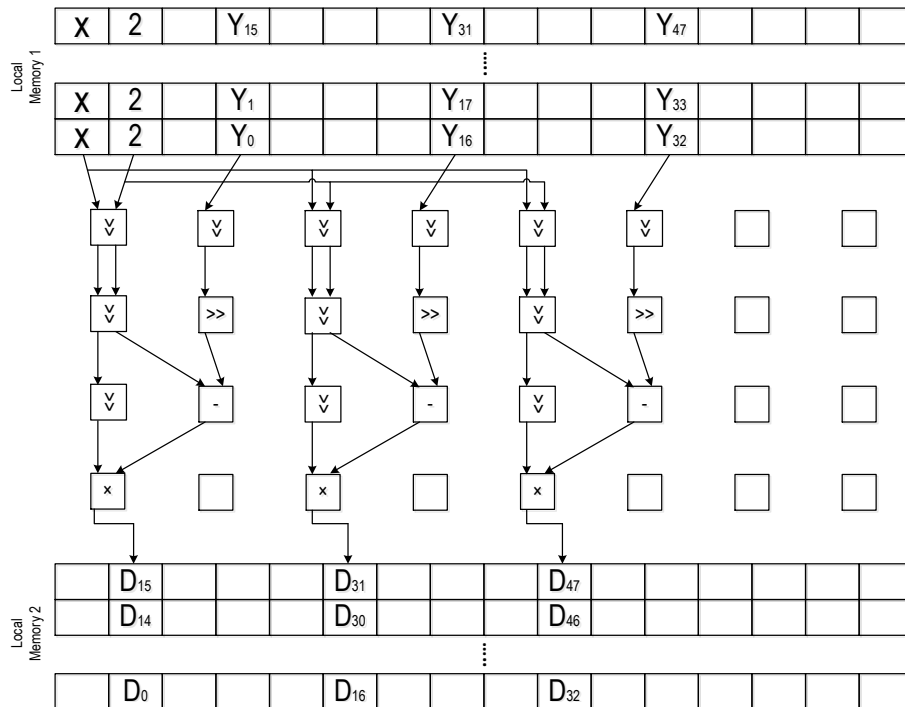 Local Memory 1
x 2 Y15 Y31 Y47
x 2 Y1 Y17 Y33
x 2 Y0 Y16 Y32
>> >> >> >> >> >>
>> >> >> >> >> >>
>> - >> - >> -
x x x
Local Memory 2
D15 D31 D47
D14 D30 D46
D0 D16 D32